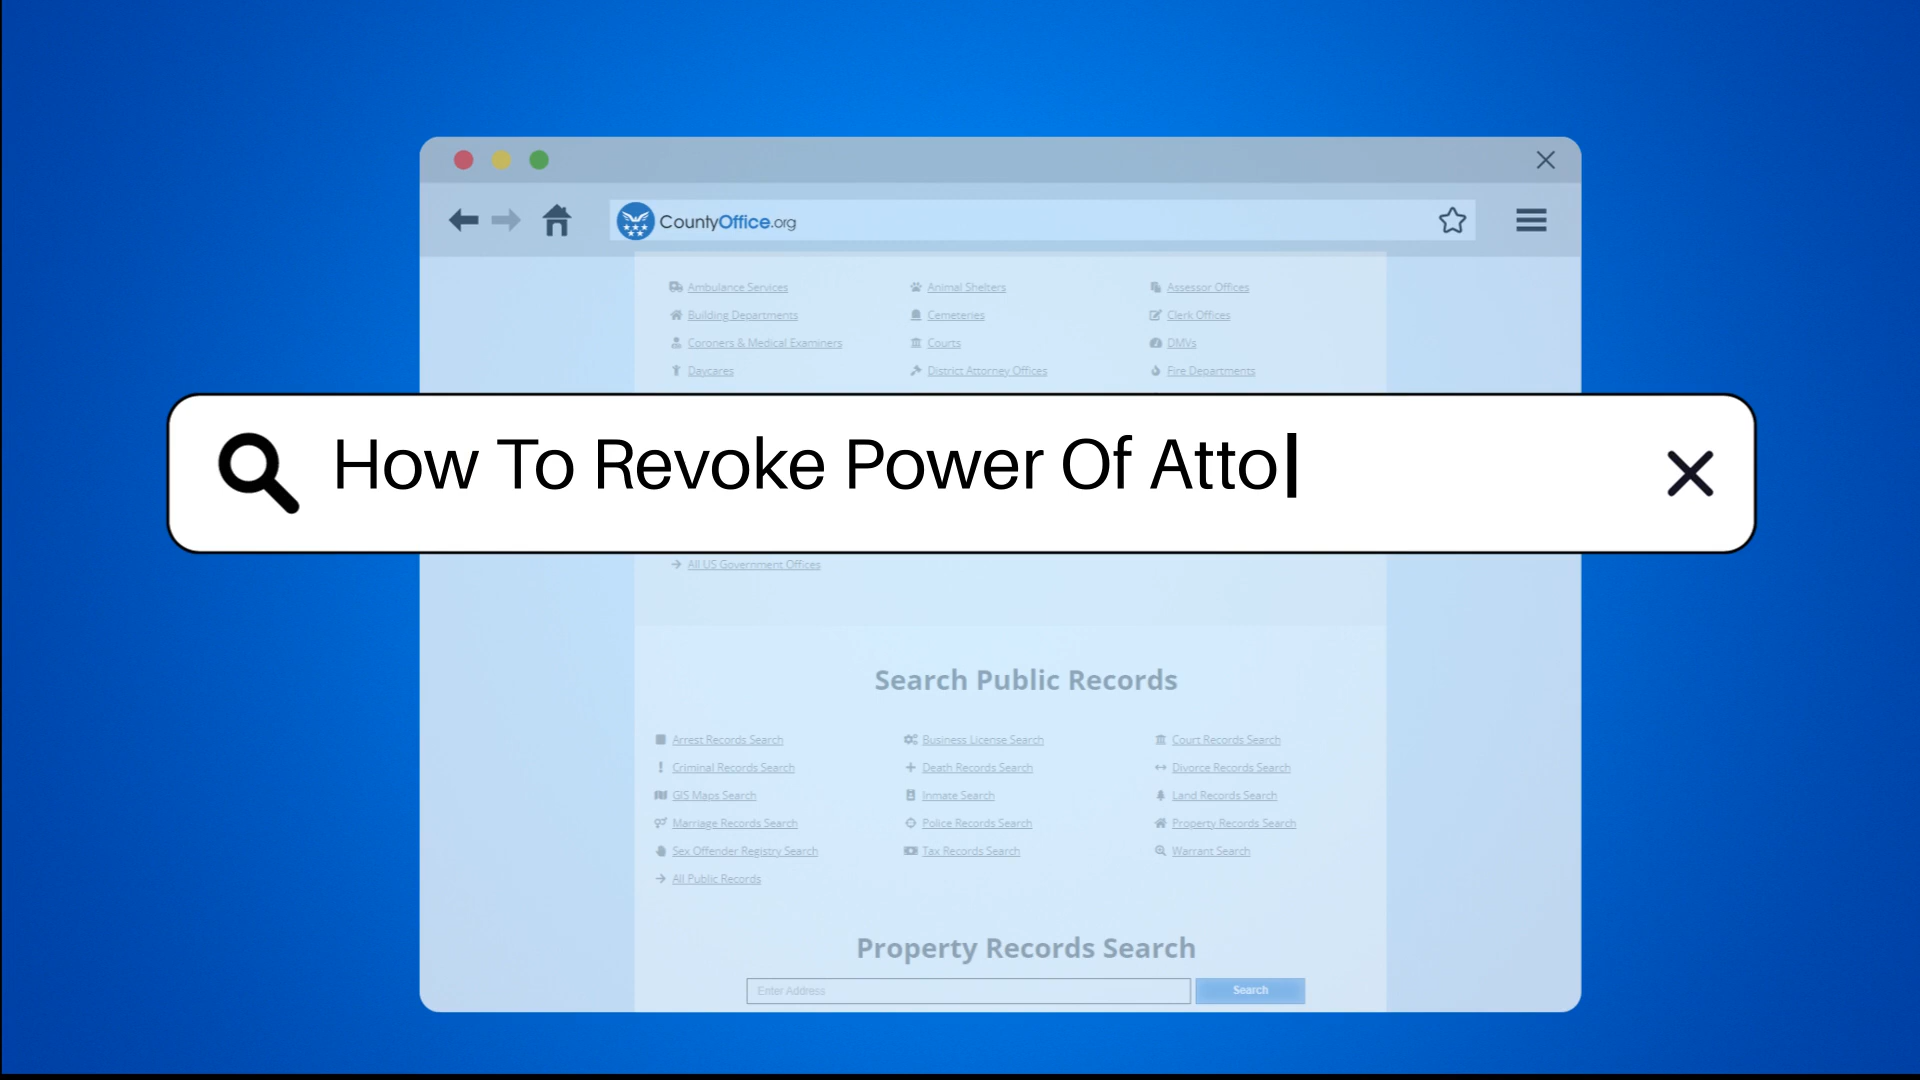 CountyOffice.org
Ambulance Services Animal Shelters Assessor Offices
Building Departments Cemeteries Clerk Offices
Coroners & Medical Examiners Courts DMVs
Daycares District Attorney Offices Fire Departments
How To Revoke Power Of Atto
All US Government Offices
Search Public Records
Arrest Records Search Business License Search Court Records Search
Criminal Records Search Death Records Search Divorce Records Search
GIS Maps Search Inmate Search Land Records Search
Marriage Records Search Police Records Search Property Records Search
Sex Offender Registry Search Tax Records Search Warrant Search
All Public Records
Property Records Search
Enter Address Search